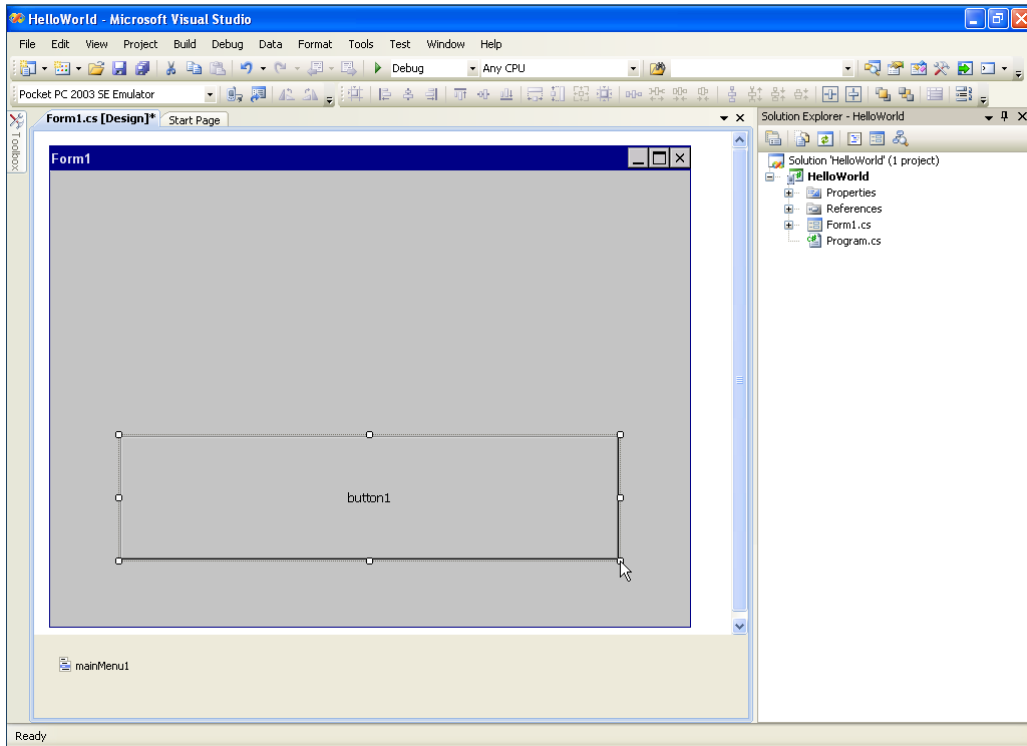 HelloWorld - Microsoft Visual Studio
File Edit View Project Build Debug Data Format Tools Test Window Help
Debug Any CPU
Pocket PC 2003 SE Emulator
Form1.cs [Design]* Start Page
Solution Explorer - HelloWorld
Toolbox
Form1
Solution 'HelloWorld' (1 project)
HelloWorld
Properties
References
Form1.cs
Program.cs
button1
mainMenu1
Ready